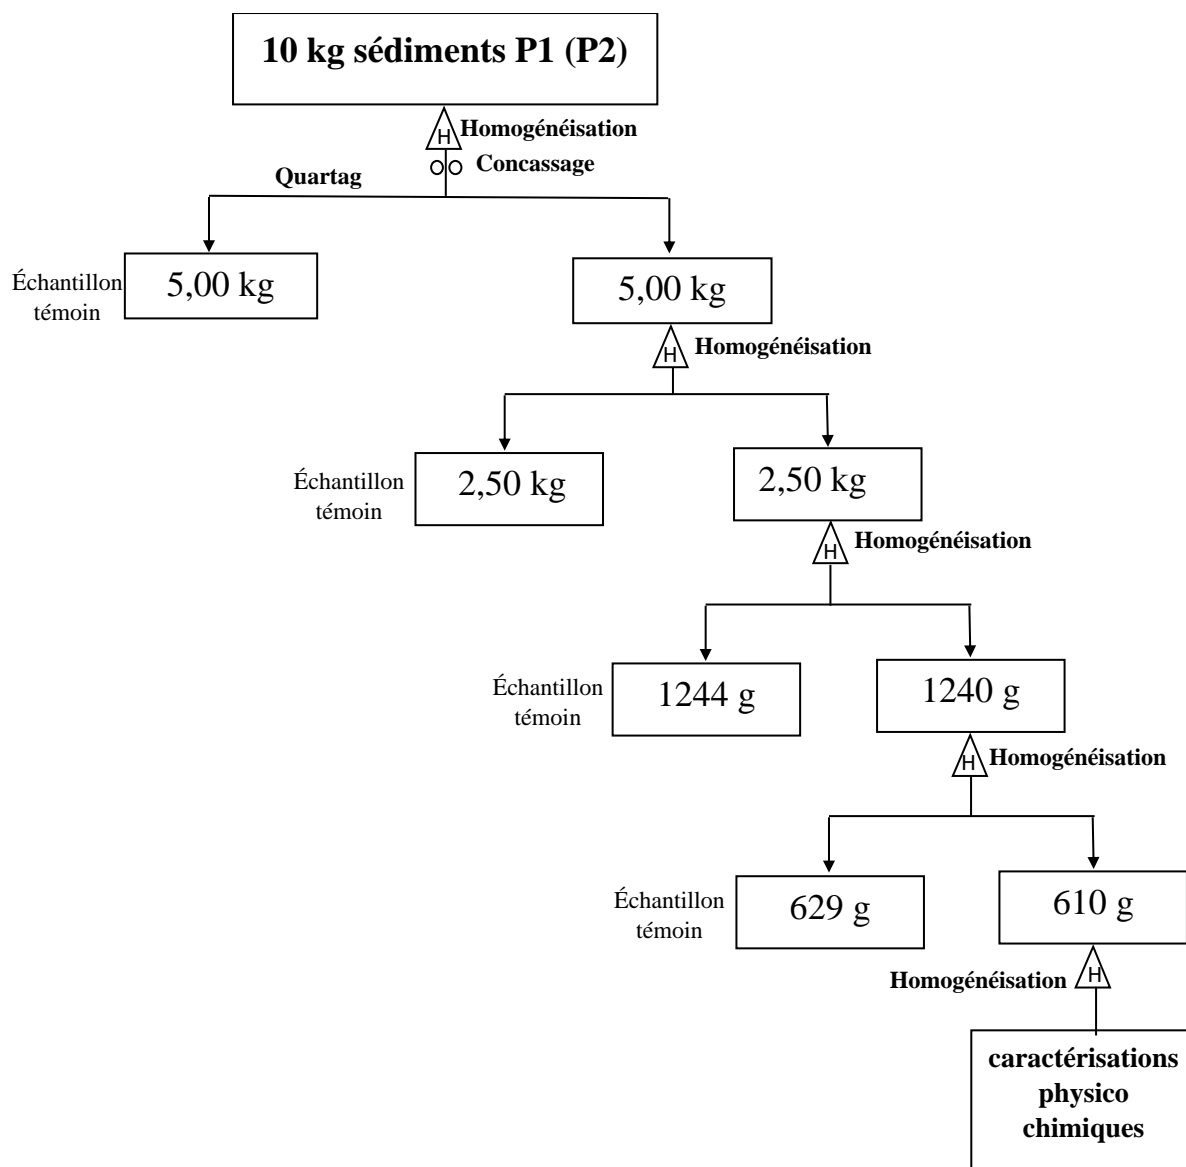 10 kg sédiments P1 (P2)
H
Homogénéisation
Concassage
Quartag
Échantillon
témoin
5,00 kg
5,00 kg
H
Homogénéisation
Échantillon
témoin
2,50 kg
2,50 kg
H
Homogénéisation
Échantillon
témoin
1244 g
1240 g
H
Homogénéisation
Échantillon
témoin
629 g
610 g
Homogénéisation
H
caractérisations
physico
chimiques